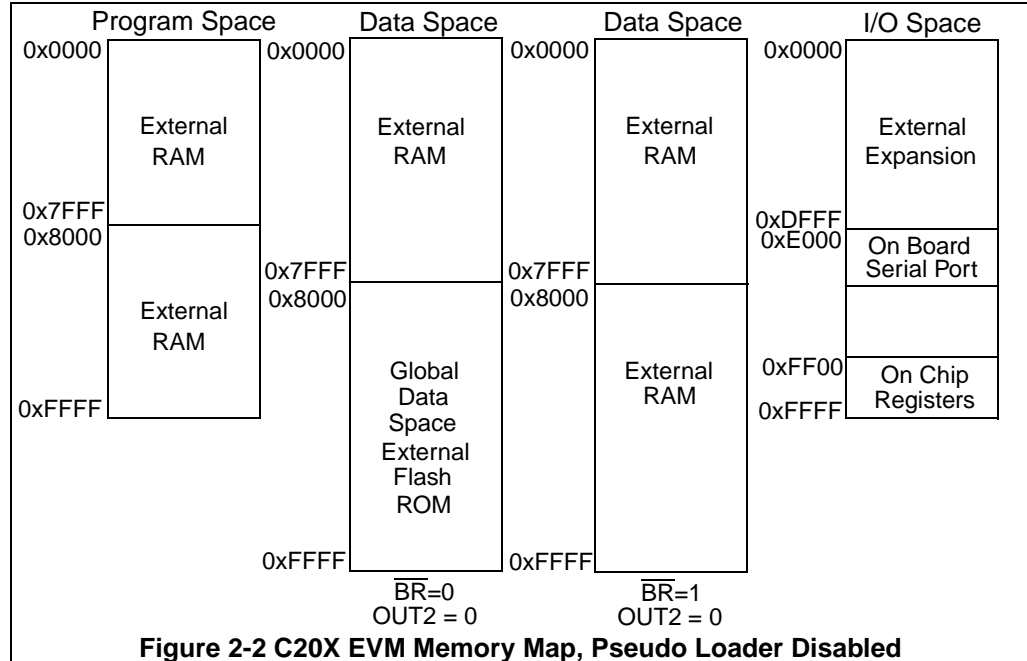 Program Space
0x0000
External
RAM
0x7FFF
0x8000
External
RAM
0xFFFF
Data Space
0x0000
External
RAM
0x7FFF
0x8000
Global
Data
Space
External
Flash
ROM
0xFFFF
BR=0
OUT2 = 0
Data Space
0x0000
External
RAM
0x7FFF
0x8000
External
RAM
0xFFFF
BR=1
OUT2 = 0
I/O Space
0x0000
External
Expansion
0xDFFF
0xE000
On Board
Serial Port
0xFF00
On Chip
Registers
0xFFFF
Figure 2-2 C20X EVM Memory Map, Pseudo Loader Disabled